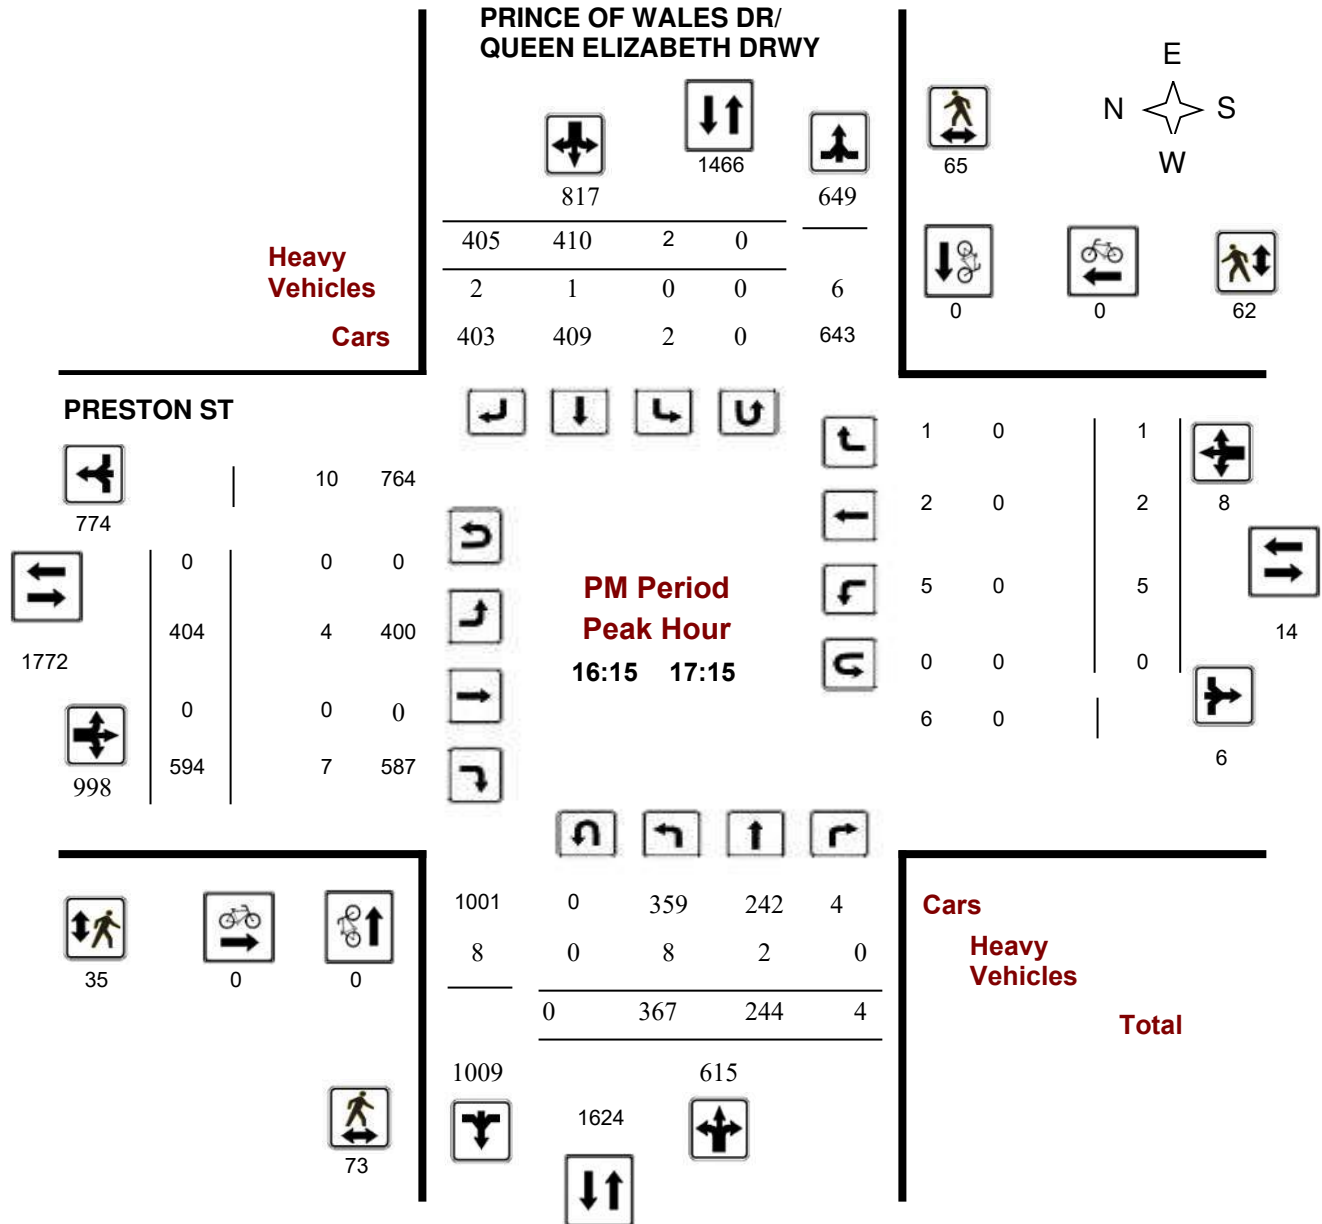 PRINCE OF WALES DR/
QUEEN ELIZABETH DRWY
E
N S
W
1466
65
817 649
405 410 2 0
Heavy
Vehicles
2 1 0 0 6
0 0 62
Cars 403 409 2 0 643
PRESTON ST
1 0 1
10 764
774
2 0 2 8
0 0 0
PM Period
Peak Hour
16:15 17:15
5 0 5
404 4 400
14
1772
0 0 0
0 0 0
6 0
594 7 587
998
6
1001 0 359 242 4
Cars
8 0 8 2 0
Heavy
Vehicles
35 0 0
0 367 244 4
Total
1009 615
1624
73